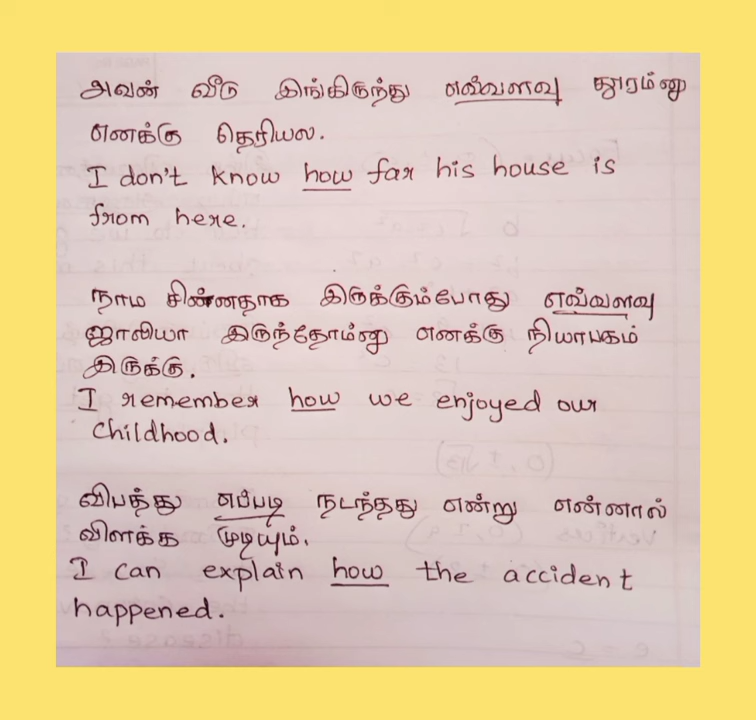 அவன் வீடு இங்கிருந்து எவ்வளவு தூரம்னு
எனக்கு தெரியல.
I don't know how far his house is
from here.
நாம சின்னதாக இருக்கும்போது எவ்வளவு
ஜாலியா இருந்தோம்னு எனக்கு நியாபகம்
இருக்கு.
I remember how we enjoyed our
childhood.
விபத்து எப்படி நடந்தது என்று என்னால்
விளக்க முடியும்.
I can explain how the accident
happened.